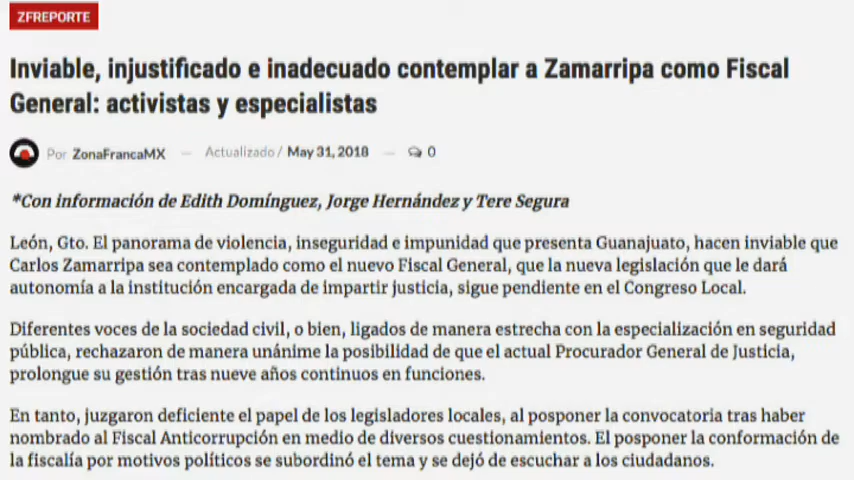 ZFREPORTE
Inviable, injustificado e inadecuado contemplar a Zamarripa como Fiscal
General: activistas y especialistas
Por ZonaFrancaMX — Actualizado / May 31, 2018 — 0
*Con información de Edith Domínguez, Jorge Hernández y Tere Segura
León, Gto. El panorama de violencia, inseguridad e impunidad que presenta Guanajuato, hacen inviable que
Carlos Zamarripa sea contemplado como el nuevo Fiscal General, que la nueva legislación que le dará
autonomía a la institución encargada de impartir justicia, sigue pendiente en el Congreso Local.
Diferentes voces de la sociedad civil, o bien, ligados de manera estrecha con la especialización en seguridad
pública, rechazaron de manera unánime la posibilidad de que el actual Procurador General de Justicia,
prolongue su gestión tras nueve años continuos en funciones.
En tanto, juzgaron deficiente el papel de los legisladores locales, al posponer la convocatoria tras haber
nombrado al Fiscal Anticorrupción en medio de diversos cuestionamientos. El posponer la conformación de
la fiscalía por motivos políticos se subordinó el tema y se dejó de escuchar a los ciudadanos.